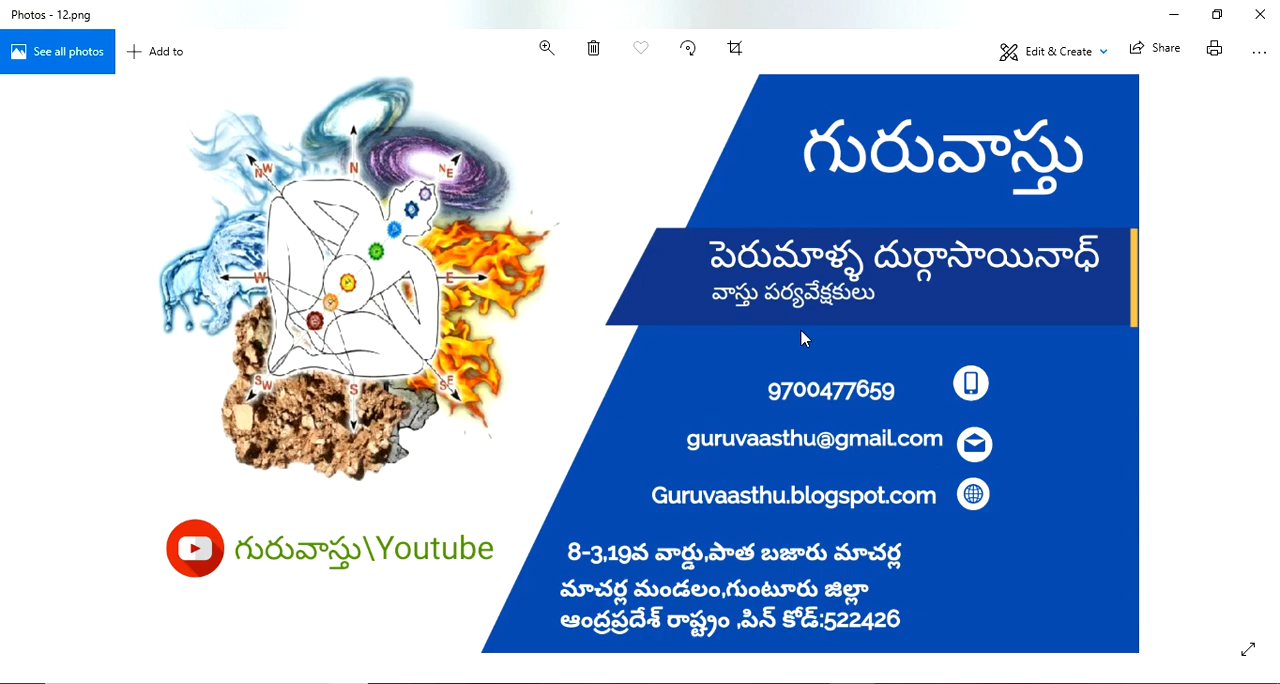 Photos - 12.png
See all photos
Add to
Edit & Create
Share
గురువాస్తు
పెరుమాళ్ళ దుర్గాసాయినాధ్
వాస్తు పర్యవేక్షకులు
N
NW
NE
W
E
SW
S
SE
9700477659
guruvaasthu@gmail.com
Guruvaasthu.blogspot.com
గురువాస్తు\Youtube
8-3,19వ వార్డు,పాత బజారు మాచర్ల
మాచర్ల మండలం,గుంటూరు జిల్లా
ఆంద్రప్రదేశ్ రాష్ట్రం ,పిన్ కోడ్:522426